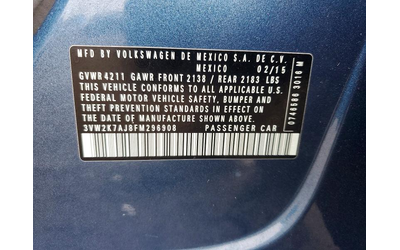 MFD BY VOLKSWAGEN DE MEXICO S.A. DE C.V.
MEXICO 02/15
GVWR 4211 GAWR FRONT 2138 / REAR 2183 LBS
THIS VEHICLE CONFORMS TO ALL APPLICABLE U.S.
FEDERAL MOTOR VEHICLE SAFETY, BUMPER AND
THEFT PREVENTION STANDARDS IN EFFECT ON
THE DATE OF MANUFACTURE SHOWN ABOVE.
3VW2K7AJ8FM296908 PASSENGER CAR
0746586 3016 M